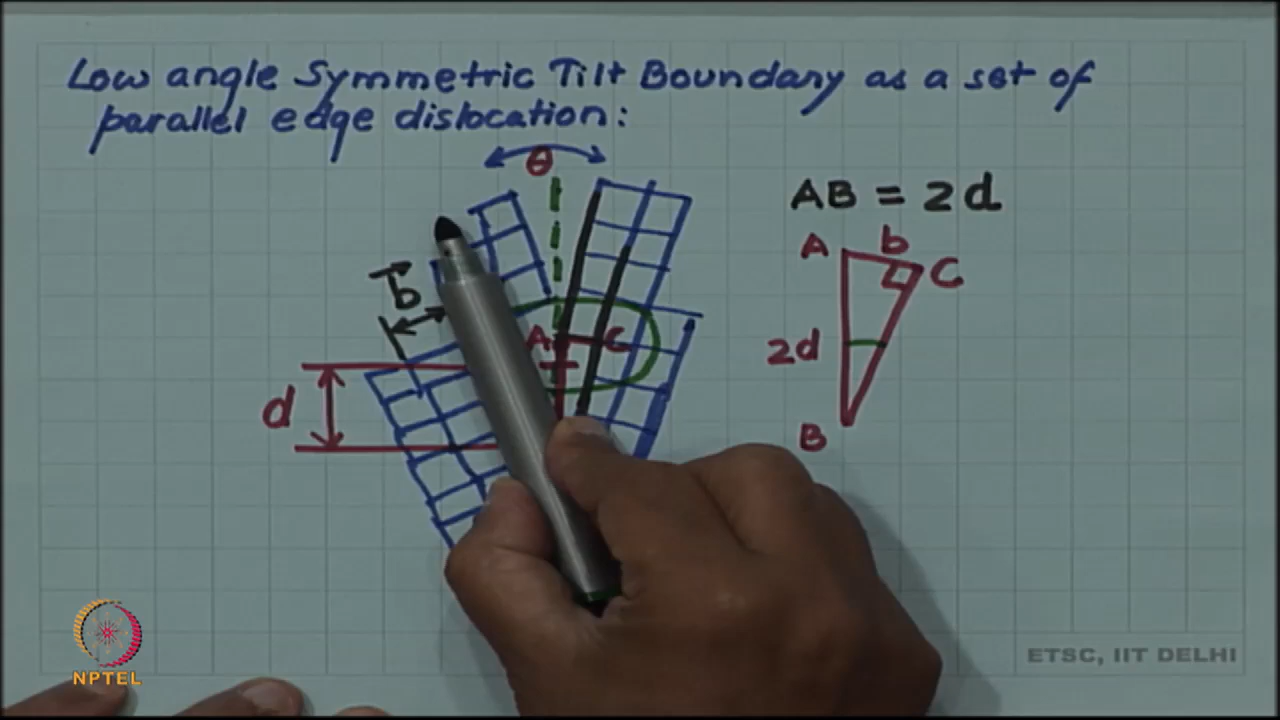 Low angle Symmetric Tilt Boundary as a set of
parallel edge dislocation:
θ
AB = 2d
A b C
b
A C
2d
d
B
NPTEL
ETSC, IIT DELHI